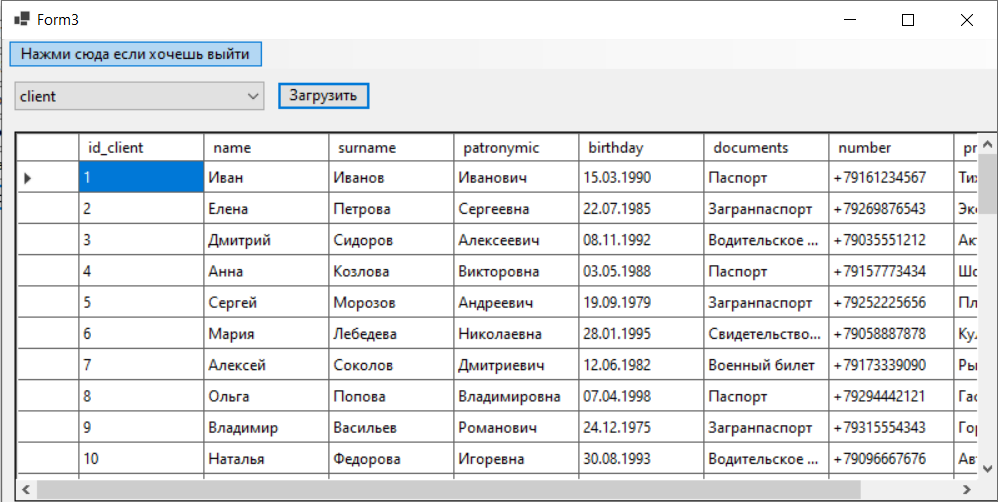 Form3
Нажми сюда если хочешь выйти
client Загрузить
id_client name surname patronymic birthday documents number pr
1 Иван Иванов Иванович 15.03.1990 Паспорт +79161234567 Тих
2 Елена Петрова Сергеевна 22.07.1985 Загранпаспорт +79269876543 Эко
3 Дмитрий Сидоров Алексеевич 08.11.1992 Водительское ... +79035551212 Акт
4 Анна Козлова Викторовна 03.05.1988 Паспорт +79157773434 Шо
5 Сергей Морозов Андреевич 19.09.1979 Загранпаспорт +79252225656 Пл
6 Мария Лебедева Николаевна 28.01.1995 Свидетельство... +79058887878 Кул
7 Алексей Соколов Дмитриевич 12.06.1982 Военный билет +79173339090 Ры
8 Ольга Попова Владимировна 07.04.1998 Паспорт +79294442121 Гас
9 Владимир Васильев Романович 24.12.1975 Загранпаспорт +79315554343 Гор
10 Наталья Федорова Игоревна 30.08.1993 Водительское ... +79096667676 Авт